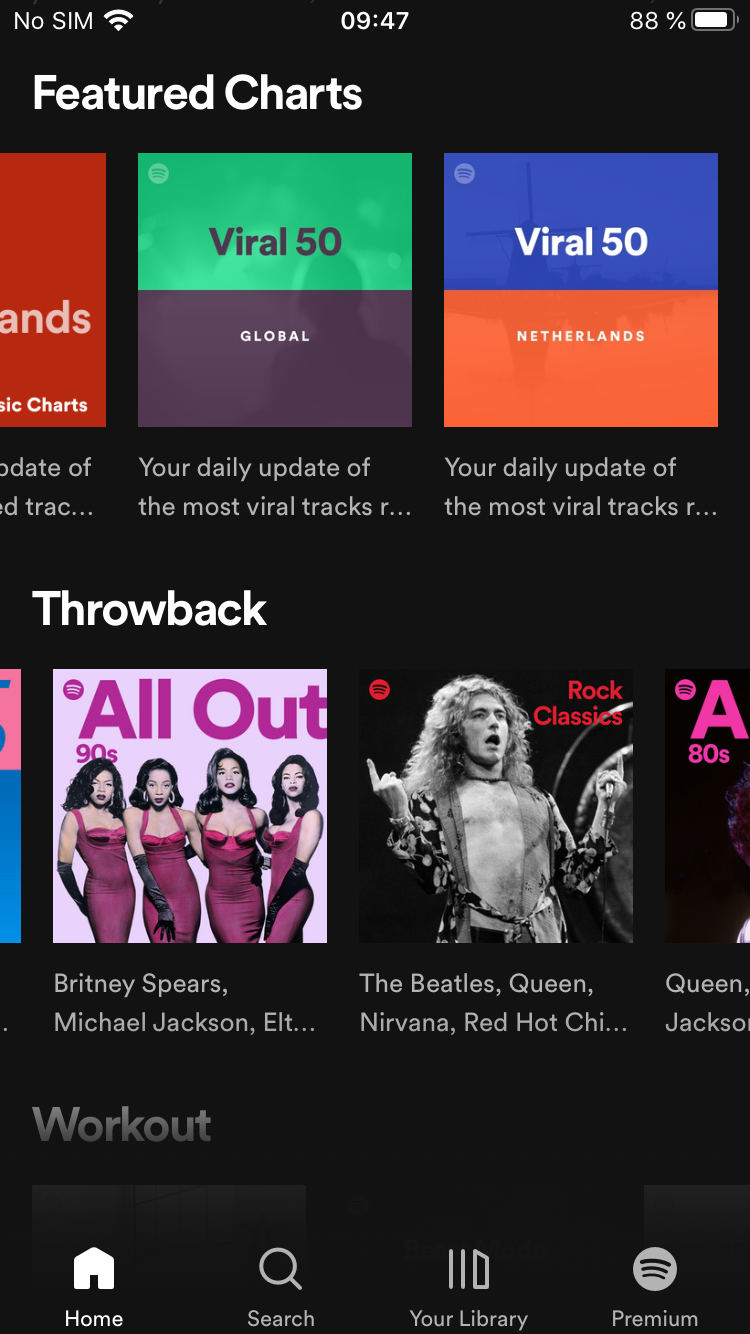 No SIM 09:47 88 %
Featured Charts
ands
sic Charts
Viral 50
GLOBAL
Viral 50
NETHERLANDS
pdate of
ed trac...
Your daily update of
the most viral tracks r...
Your daily update of
the most viral tracks r...
Throwback
All Out
90s
Rock
Classics
A
80s
Britney Spears,
Michael Jackson, Elt...
The Beatles, Queen,
Nirvana, Red Hot Chi...
Queen,
Jackso
Workout
Home
Search
Your Library
Premium